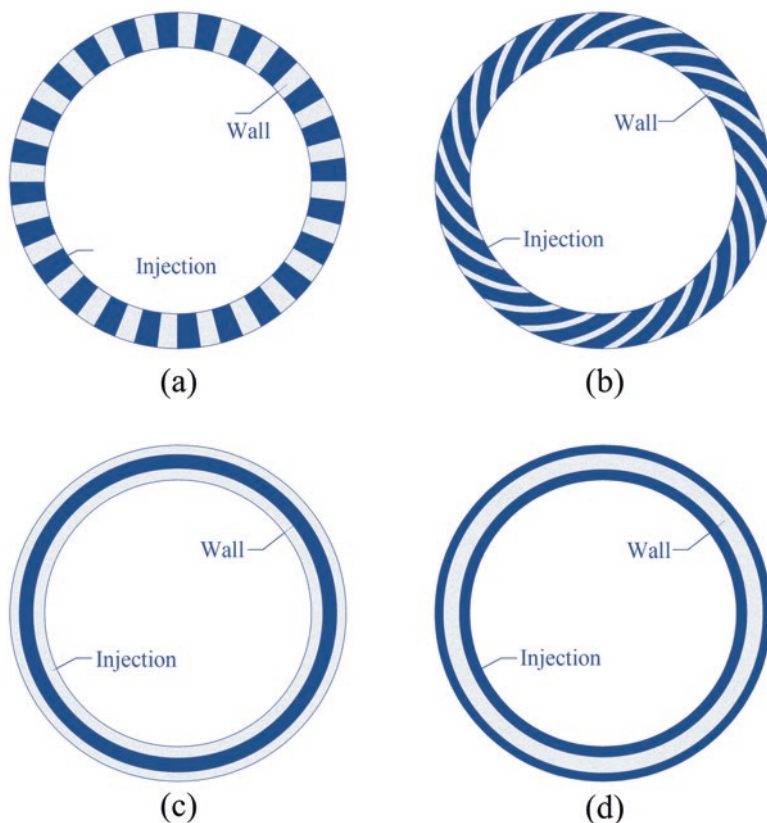 Wall
Injection
(a)
Wall
Injection
(b)
Wall
Injection
(c)
Wall
Injection
(d)